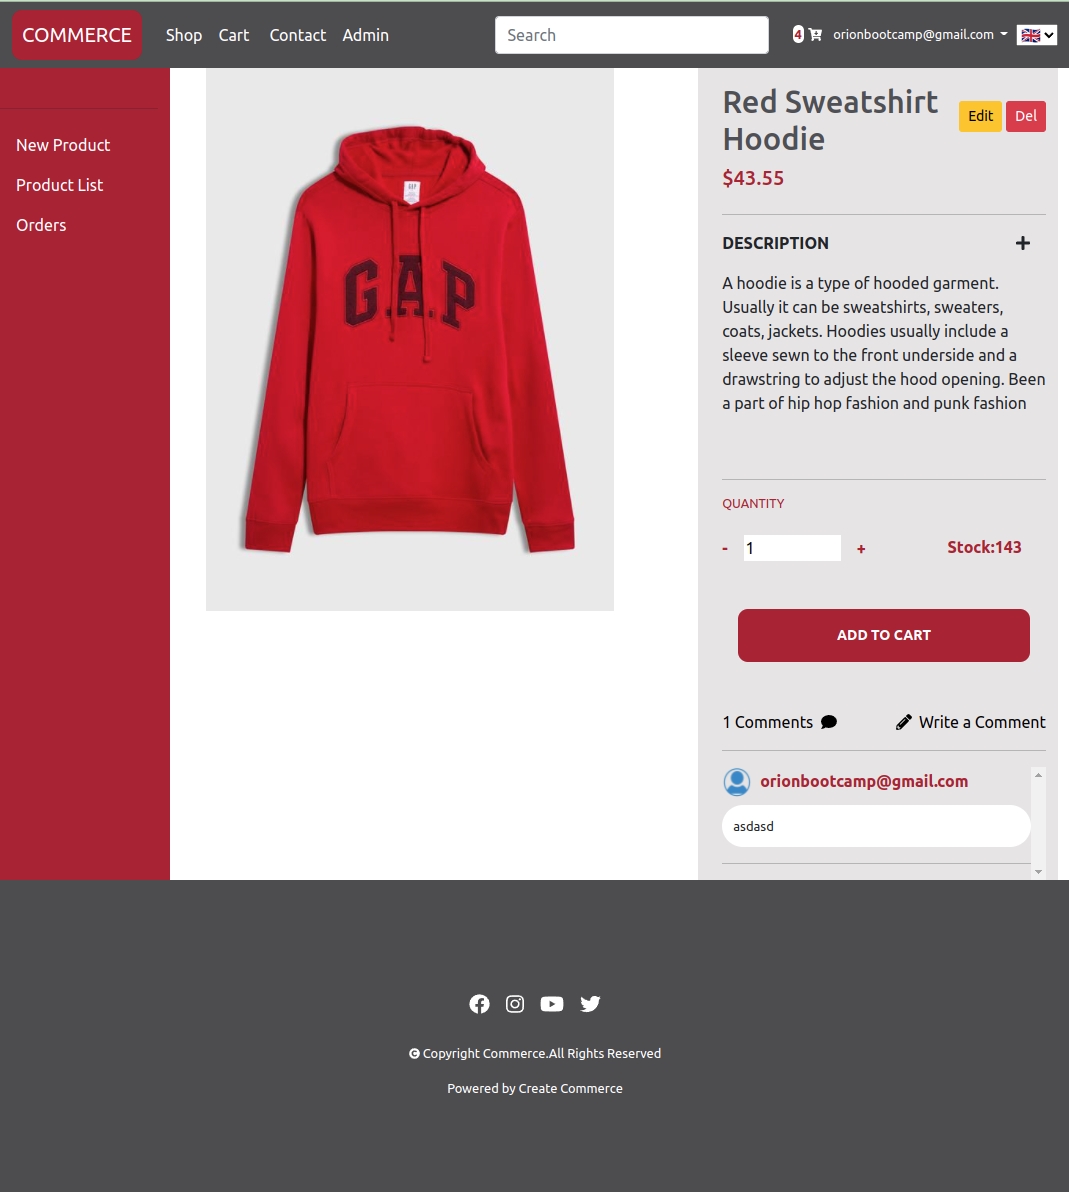 COMMERCE
Shop
Cart
Contact
Admin
Search
4
orionbootcamp@gmail.com
New Product
Product List
Orders
GAP
GAP
Red Sweatshirt
Hoodie
Edit
Del
$43.55
DESCRIPTION
A hoodie is a type of hooded garment.
Usually it can be sweatshirts, sweaters,
coats, jackets. Hoodies usually include a
sleeve sewn to the front underside and a
drawstring to adjust the hood opening. Been
a part of hip hop fashion and punk fashion
QUANTITY
- 1 +
Stock:143
ADD TO CART
1 Comments
Write a Comment
orionbootcamp@gmail.com
asdasd
© Copyright Commerce.All Rights Reserved
Powered by Create Commerce